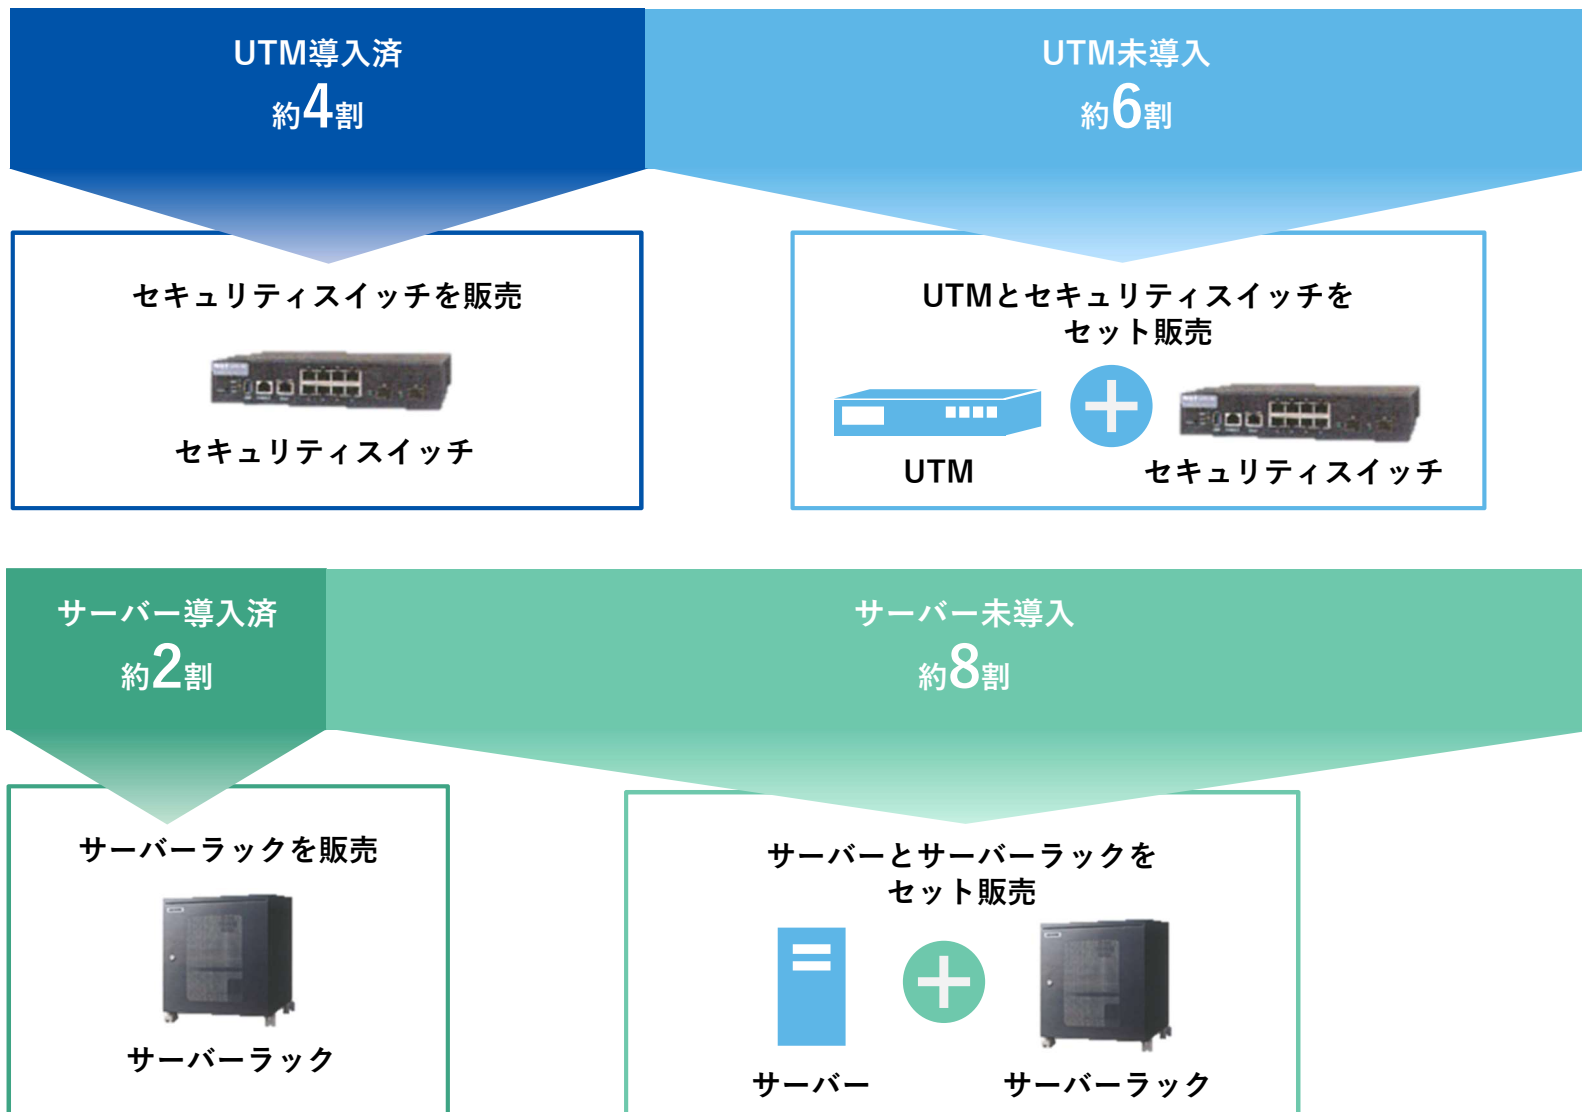 UTM導入済
約4割
UTM未導入
約6割
セキュリティスイッチを販売
セキュリティスイッチ
UTMとセキュリティスイッチを
セット販売
UTM
セキュリティスイッチ
サーバー導入済
約2割
サーバー未導入
約8割
サーバーラックを販売
サーバーラック
サーバーとサーバーラックを
セット販売
サーバー
サーバーラック